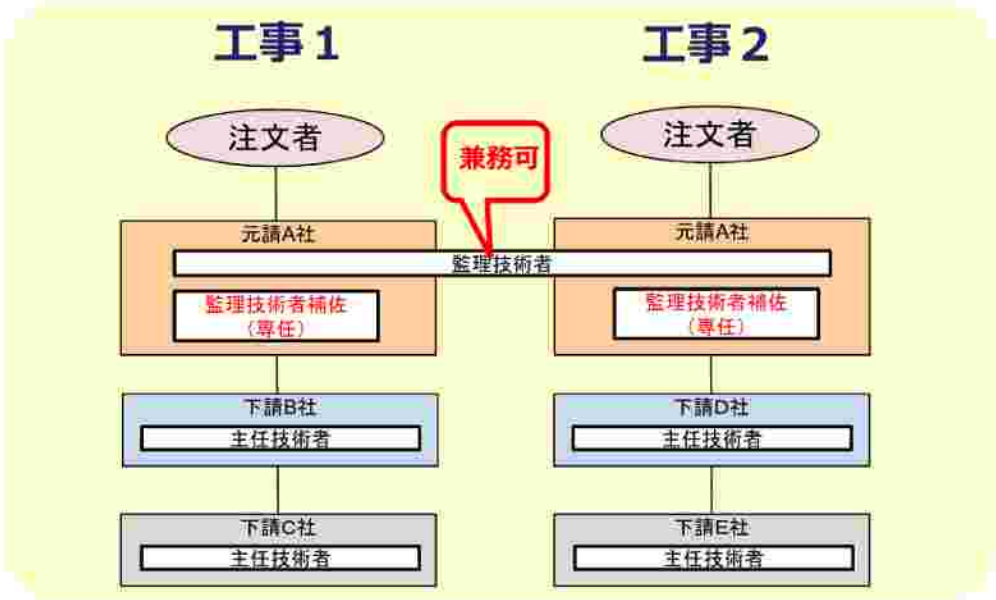 工事1
工事2
注文者
注文者
兼務可
元請A社
元請A社
監理技術者
監理技術者補佐
（専任）
監理技術者補佐
（専任）
下請B社
主任技術者
下請D社
主任技術者
下請C社
主任技術者
下請E社
主任技術者